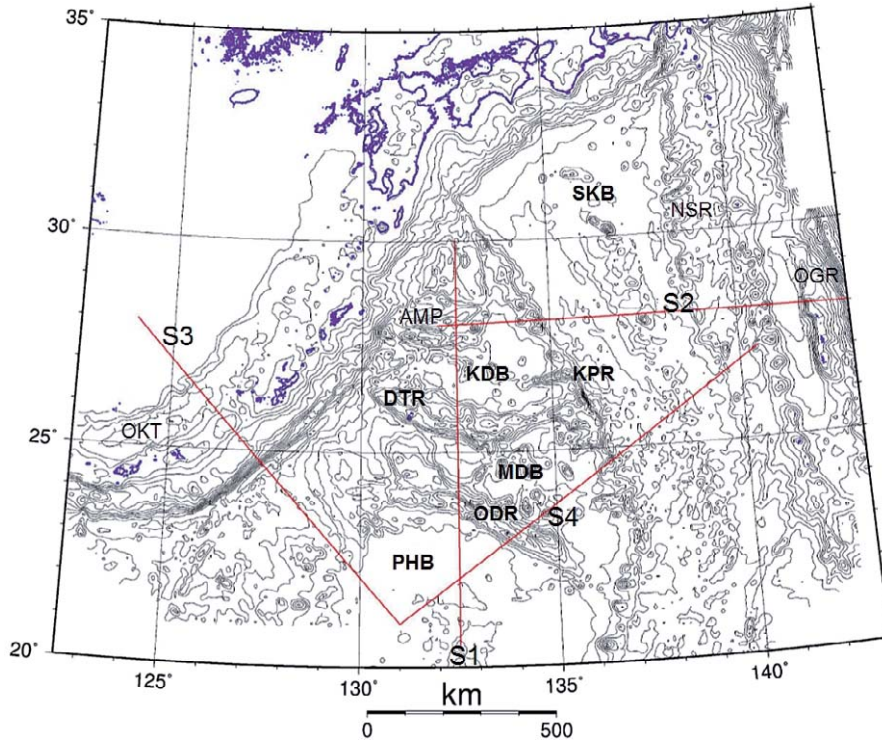 35°
SKB
NSR
30°
OGR
S2
AMP
S3
KDB
KPR
DTR
OKT
25°
MDB
ODR
S4
PHB
20°
S1
125°
130°
135°
140°
km
0
500